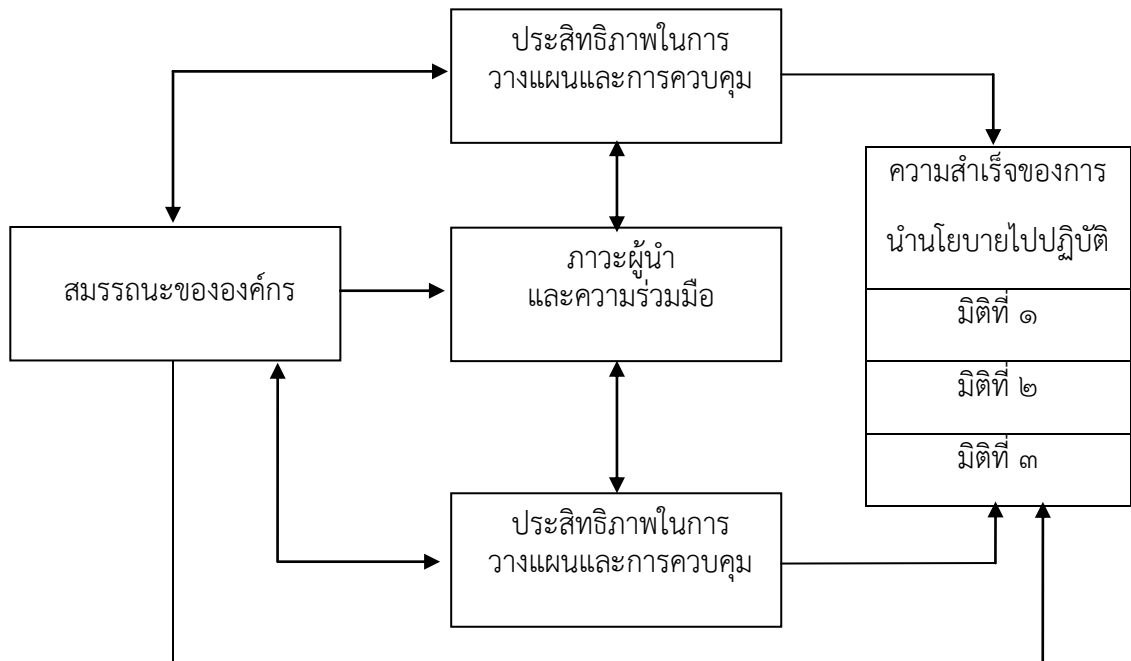 ประสิทธิภาพในการ
วางแผนและการควบคุม
ความสำเร็จของการ
นำนโยบายไปปฏิบัติ
สมรรถนะขององค์กร
ภาวะผู้นำ
และความร่วมมือ
มิติที่ ๑
มิติที่ ๒
มิติที่ ๓
ประสิทธิภาพในการ
วางแผนและการควบคุม